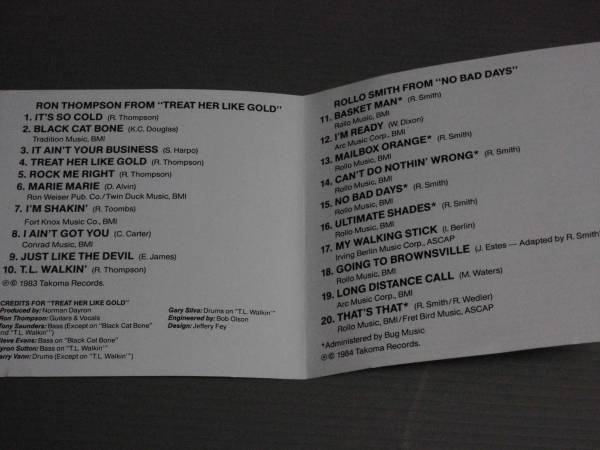 RON THOMPSON FROM "TREAT HER LIKE GOLD"
1. IT'S SO COLD (R. Thompson)
2. BLACK CAT BONE (K.C. Douglas)
Tradition Music, BMI
3. IT AIN'T YOUR BUSINESS (S. Harpo)
4. TREAT HER LIKE GOLD (R. Thompson)
5. ROCK ME RIGHT (R. Thompson)
6. MARIE MARIE (D. Alvin)
Ron Weiser Pub. Co./Twin Duck Music, BMI
7. I'M SHAKIN' (R. Toombs)
Fort Knox Music Co., BMI
8. I AIN'T GOT YOU (C. Carter)
Conrad Music, BMI
9. JUST LIKE THE DEVIL (E. James)
10. T.L. WALKIN' (R. Thompson)
℗© 1983 Takoma Records.
CREDITS FOR "TREAT HER LIKE GOLD"
Produced by: Norman Dayron
Ron Thompson: Guitars & Vocals
Tony Saunders: Bass (Except on "Black Cat Bone"
and "T.L. Walkin'")
Steve Evans: Bass on "Black Cat Bone"
Byron Sutton: Bass on "T.L. Walkin'"
Larry Vann: Drums (Except on "T.L. Walkin'")
Gary Silva: Drums on "T.L. Walkin'"
Engineered by: Bob Olson
Design: Jeffery Fey
ROLLO SMITH FROM "NO BAD DAYS"
11. BASKET MAN* (R. Smith)
Rollo Music, BMI
12. I'M READY (W. Dixon)
Arc Music Corp., BMI
13. MAILBOX ORANGE* (R. Smith)
Rollo Music, BMI
14. CAN'T DO NOTHIN' WRONG* (R. Smith)
Rollo Music, BMI
15. NO BAD DAYS* (R. Smith)
Rollo Music, BMI
16. ULTIMATE SHADES* (R. Smith)
Rollo Music, BMI
17. MY WALKING STICK (I. Berlin)
Irving Berlin Music Corp., ASCAP
18. GOING TO BROWNSVILLE (J. Estes — Adapted by R. Smith)
Rollo Music, BMI
19. LONG DISTANCE CALL (M. Waters)
Arc Music Corp., BMI
20. THAT'S THAT* (R. Smith/R. Wedler)
Rollo Music, BMI/Fret Bird Music, ASCAP
*Administered by Bug Music
℗© 1984 Takoma Records.